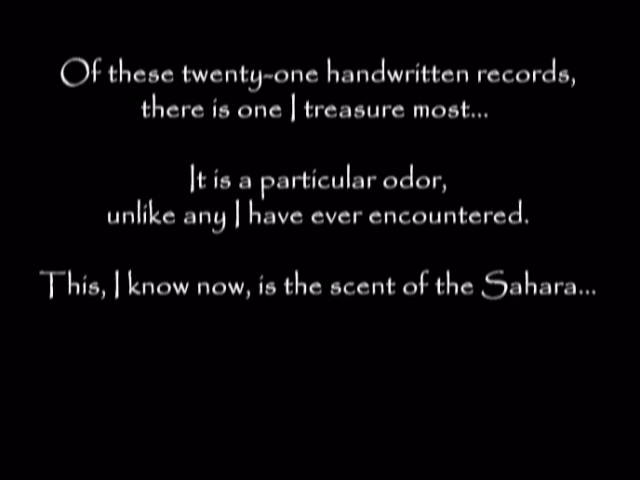 Of these twenty-one handwritten records,
there is one I treasure most...
It is a particular odor,
unlike any I have ever encountered.
This, I know now, is the scent of the Sahara...